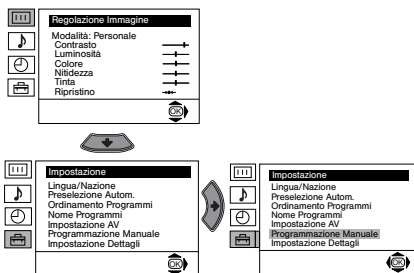 Regolazione Immagine
Modalità: Personale
Contrasto
Luminosità
Colore
Nitidezza
Tinta
Ripristino
OK
Impostazione
Lingua/Nazione
Preselezione Autom.
Ordinamento Programmi
Nome Programmi
Impostazione AV
Programmazione Manuale
Impostazione Dettagli
OK
Impostazione
Lingua/Nazione
Preselezione Autom.
Ordinamento Programmi
Nome Programmi
Impostazione AV
Programmazione Manuale
Impostazione Dettagli
OK